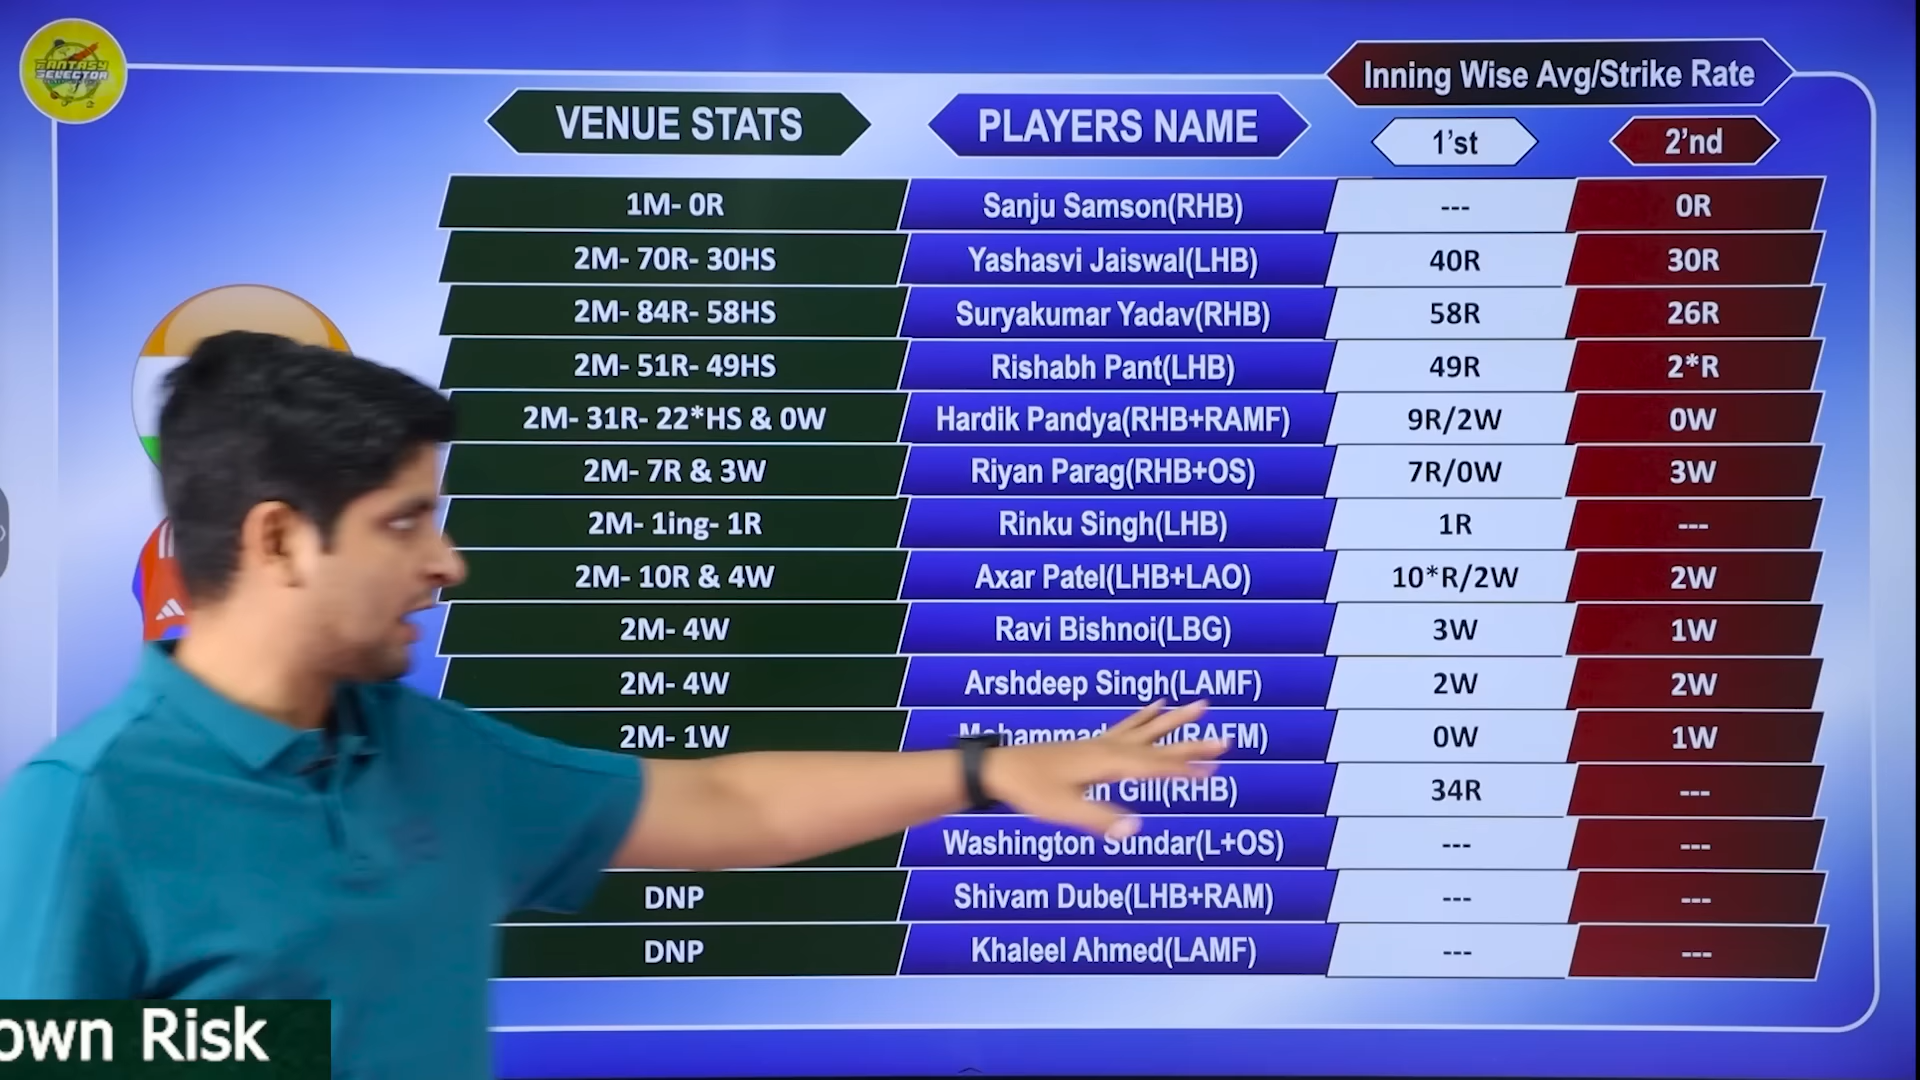 FANTASY
SELECTOR
Inning Wise Avg/Strike Rate
VENUE STATS PLAYERS NAME 1'st 2'nd
1M- 0R Sanju Samson(RHB) --- 0R
2M- 70R- 30HS Yashasvi Jaiswal(LHB) 40R 30R
2M- 84R- 58HS Suryakumar Yadav(RHB) 58R 26R
2M- 51R- 49HS Rishabh Pant(LHB) 49R 2*R
2M- 31R- 22*HS & 0W Hardik Pandya(RHB+RAMF) 9R/2W 0W
2M- 7R & 3W Riyan Parag(RHB+OS) 7R/0W 3W
2M- 1ing- 1R Rinku Singh(LHB) 1R ---
2M- 10R & 4W Axar Patel(LHB+LAO) 10*R/2W 2W
2M- 4W Ravi Bishnoi(LBG) 3W 1W
2M- 4W Arshdeep Singh(LAMF) 2W 2W
2M- 1W Mohammad (RAFM) 0W 1W
Gill(RHB) 34R ---
Washington Sundar(L+OS) --- ---
DNP Shivam Dube(LHB+RAM) --- ---
DNP Khaleel Ahmed(LAMF) --- ---
own Risk